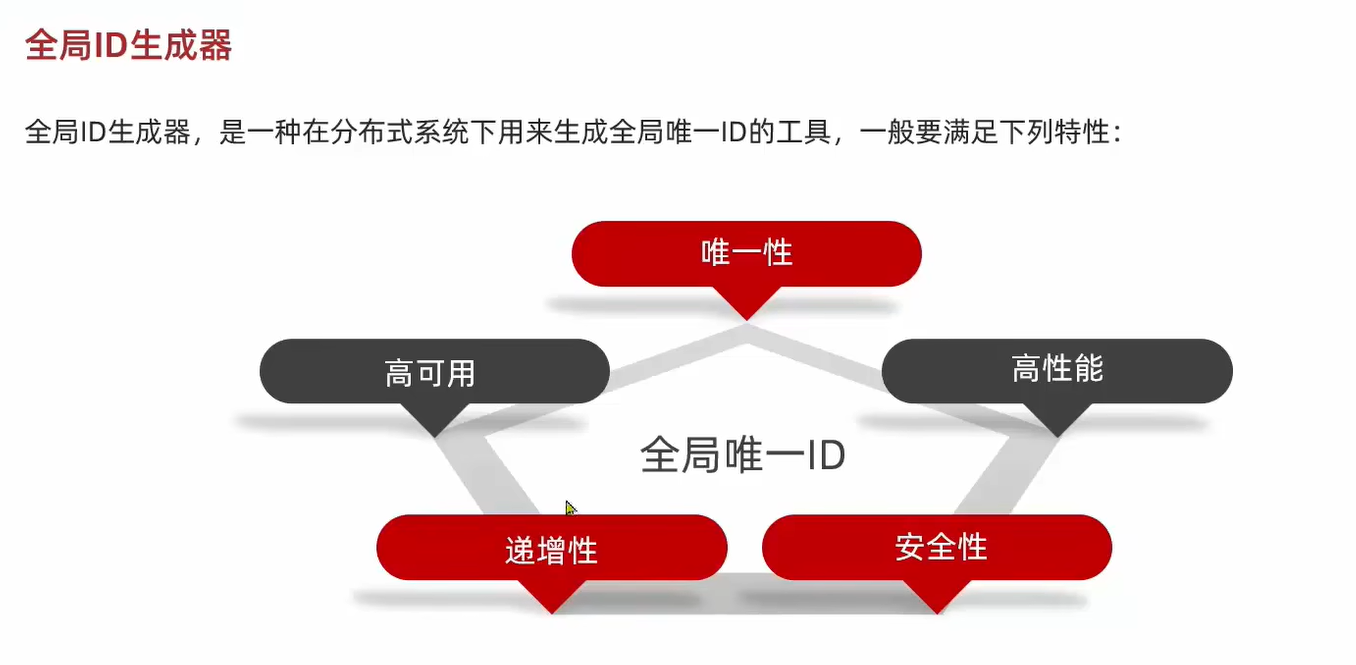 全局ID生成器
全局ID生成器，是一种在分布式系统下用来生成全局唯一ID的工具，一般要满足下列特性：
唯一性
高可用
高性能
全局唯一ID
递增性
安全性